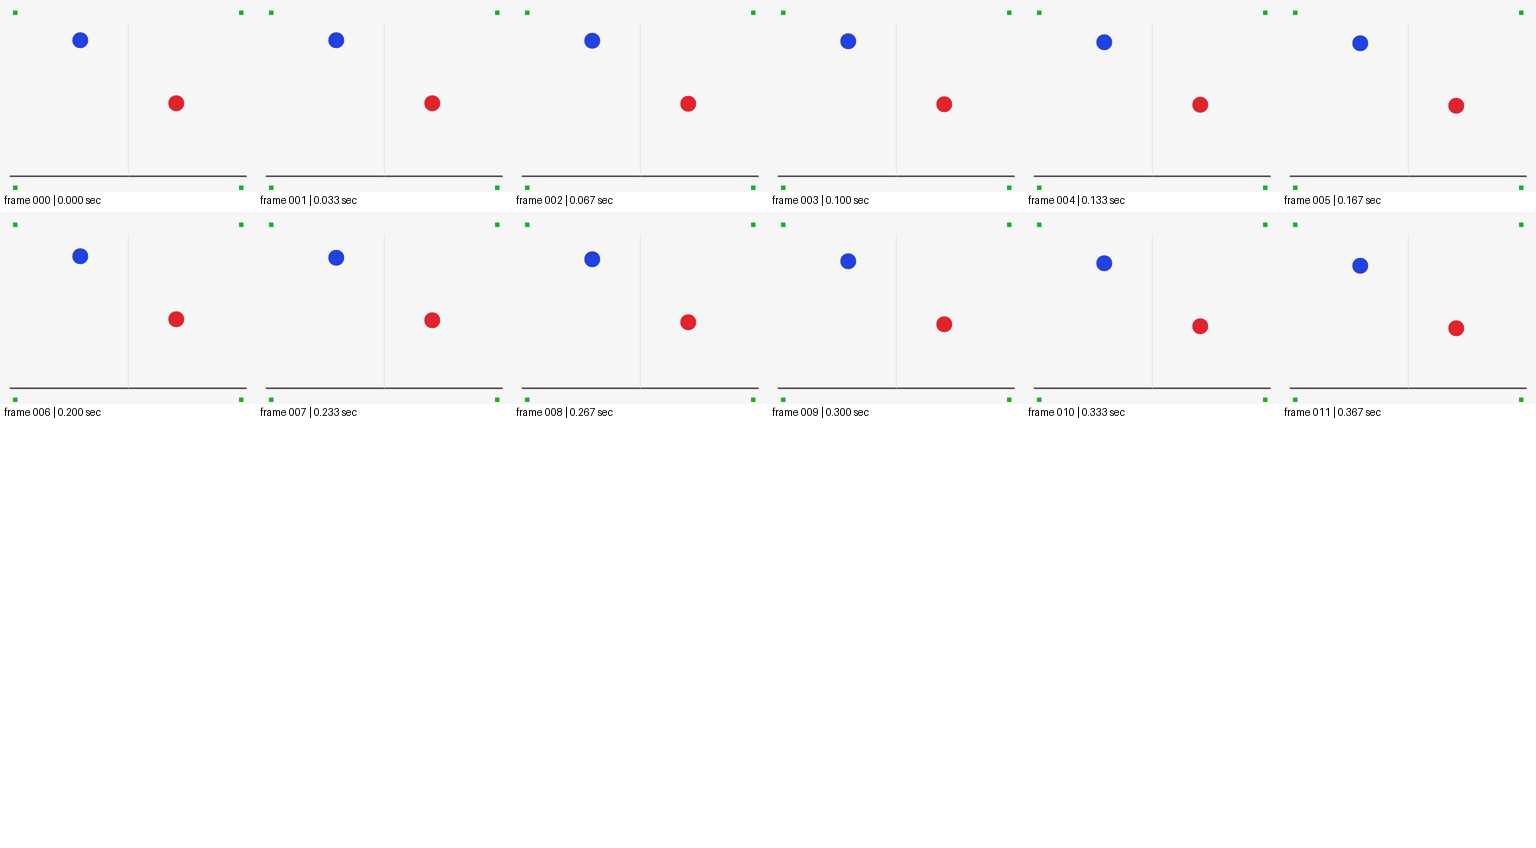 frame 000 | 0.000 sec
frame 001 | 0.033 sec
frame 002 | 0.067 sec
frame 003 | 0.100 sec
frame 004 | 0.133 sec
frame 005 | 0.167 sec
frame 006 | 0.200 sec
frame 007 | 0.233 sec
frame 008 | 0.267 sec
frame 009 | 0.300 sec
frame 010 | 0.333 sec
frame 011 | 0.367 sec